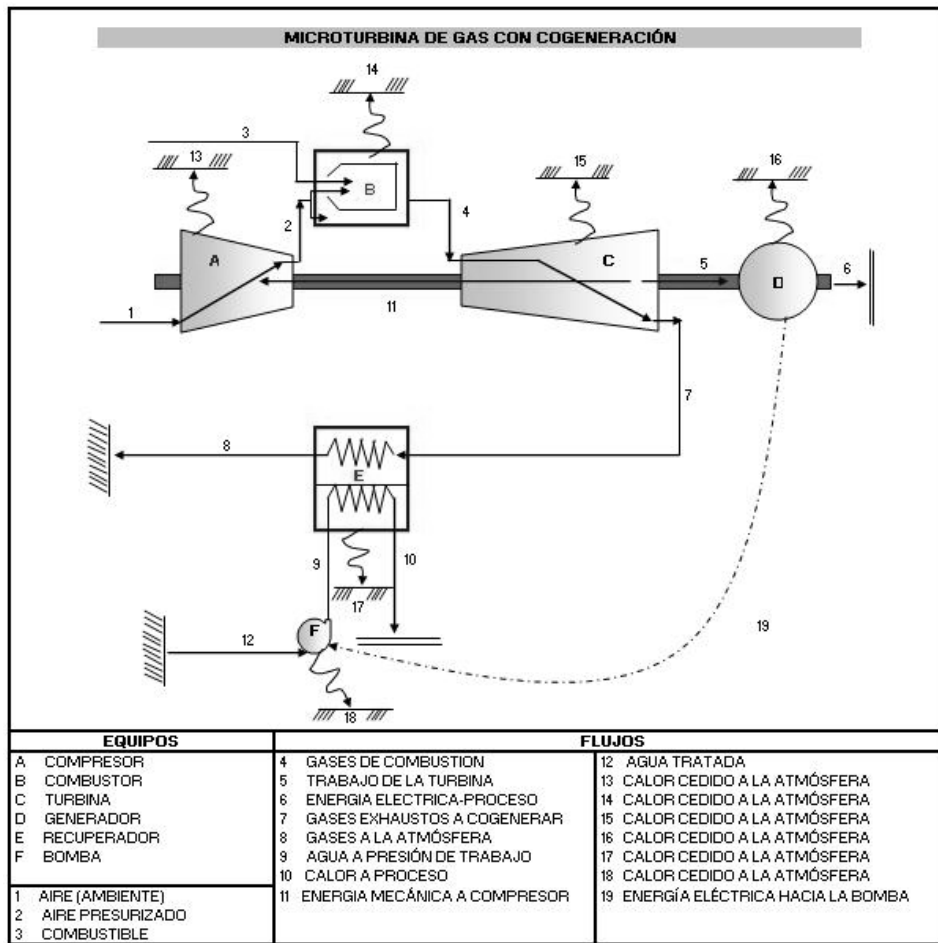 MICROTURBINA DE GAS CON COGENERACIÓN
14
3
13
15
16
B
2
4
A
C
5
D
6
1
11
7
8
E
9
10
17
12
F
19
18
EQUIPOS
A COMPRESOR
B COMBUSTOR
C TURBINA
D GENERADOR
E RECUPERADOR
F BOMBA
1 AIRE (AMBIENTE)
2 AIRE PRESURIZADO
3 COMBUSTIBLE
FLUJOS
4 GASES DE COMBUSTION
5 TRABAJO DE LA TURBINA
6 ENERGIA ELECTRICA-PROCESO
7 GASES EXHAUSTOS A COGENERAR
8 GASES A LA ATMÓSFERA
9 AGUA A PRESIÓN DE TRABAJO
10 CALOR A PROCESO
11 ENERGIA MECÁNICA A COMPRESOR
12 AGUA TRATADA
13 CALOR CEDIDO A LA ATMÓSFERA
14 CALOR CEDIDO A LA ATMÓSFERA
15 CALOR CEDIDO A LA ATMÓSFERA
16 CALOR CEDIDO A LA ATMÓSFERA
17 CALOR CEDIDO A LA ATMÓSFERA
18 CALOR CEDIDO A LA ATMÓSFERA
19 ENERGÍA ELÉCTRICA HACIA LA BOMBA